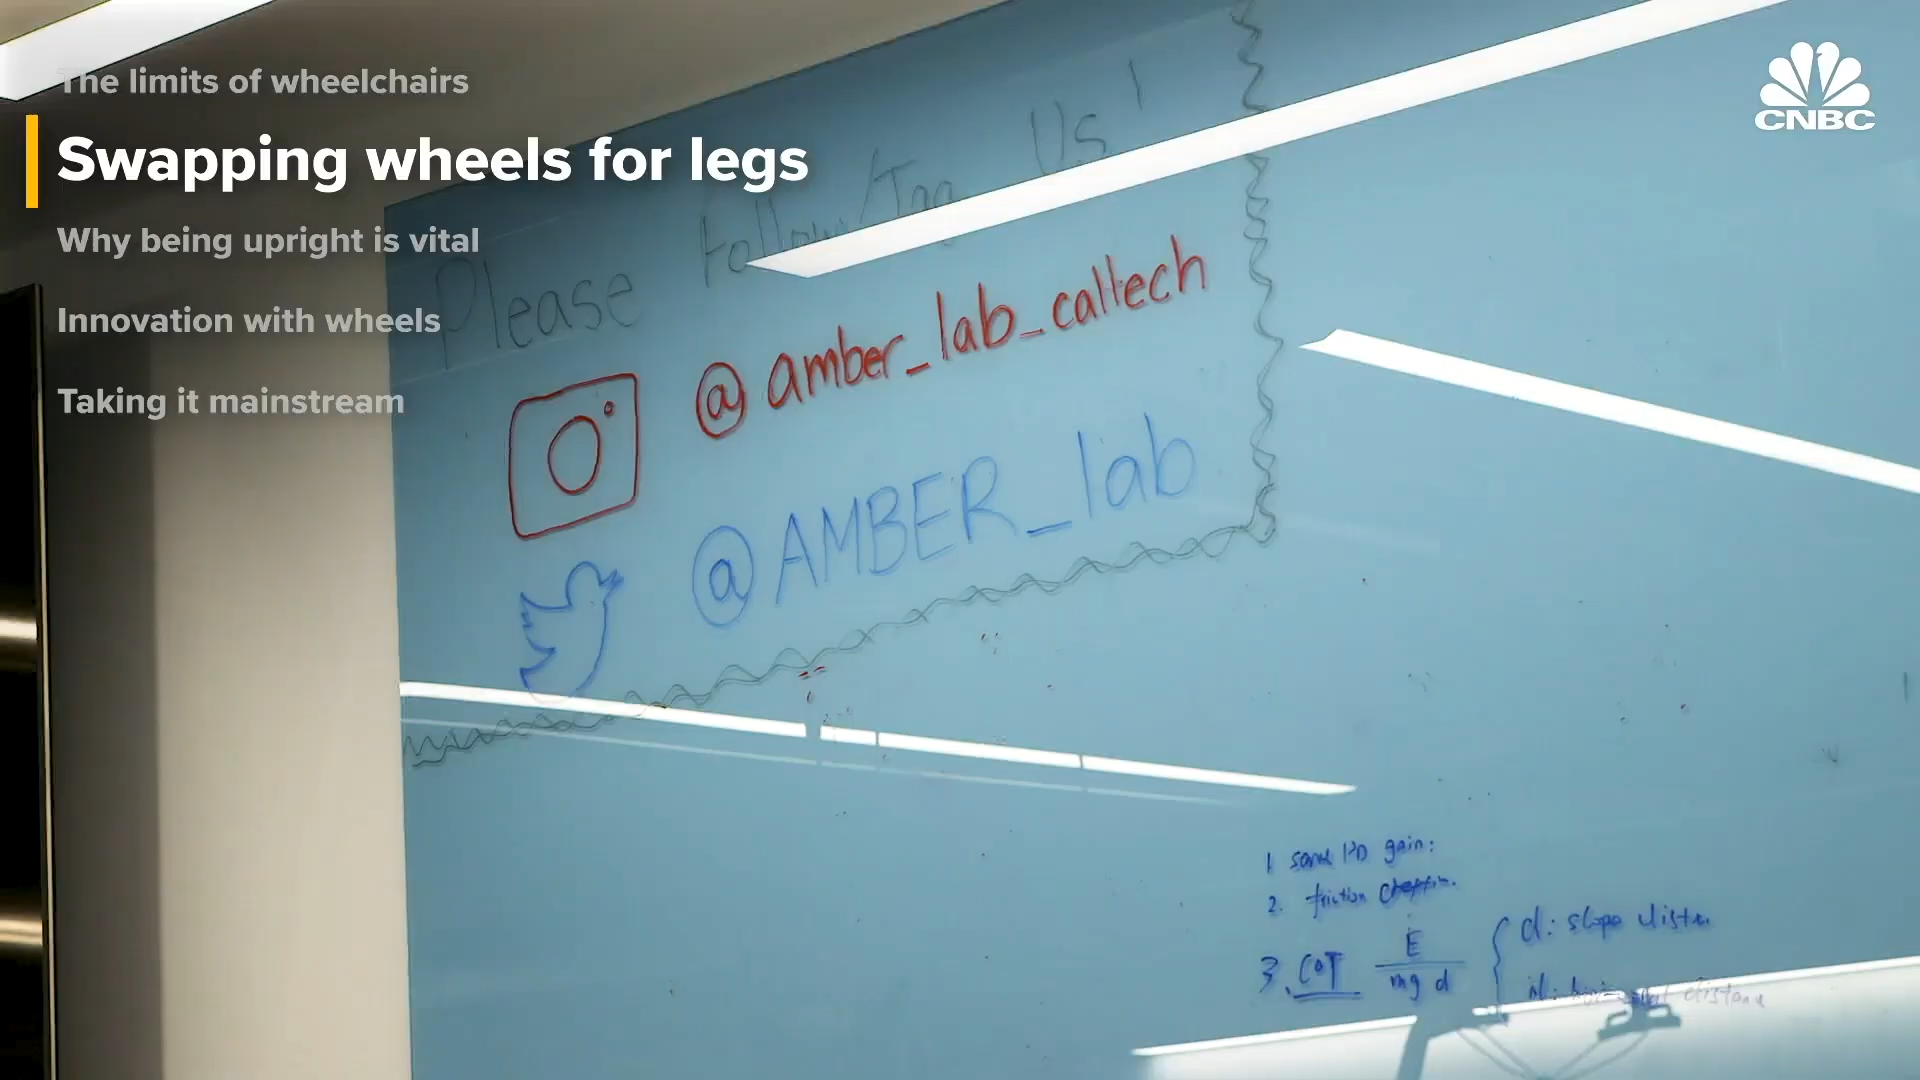 The limits of wheelchairs
Swapping wheels for legs
Why being upright is vital
Innovation with wheels
Taking it mainstream
CNBC
Please Follow/Tag Us!
@amber_lab_caltech
@AMBER_lab
1 same PD gain:
2. friction
3. COT E
mg d
d: slope
d: distance